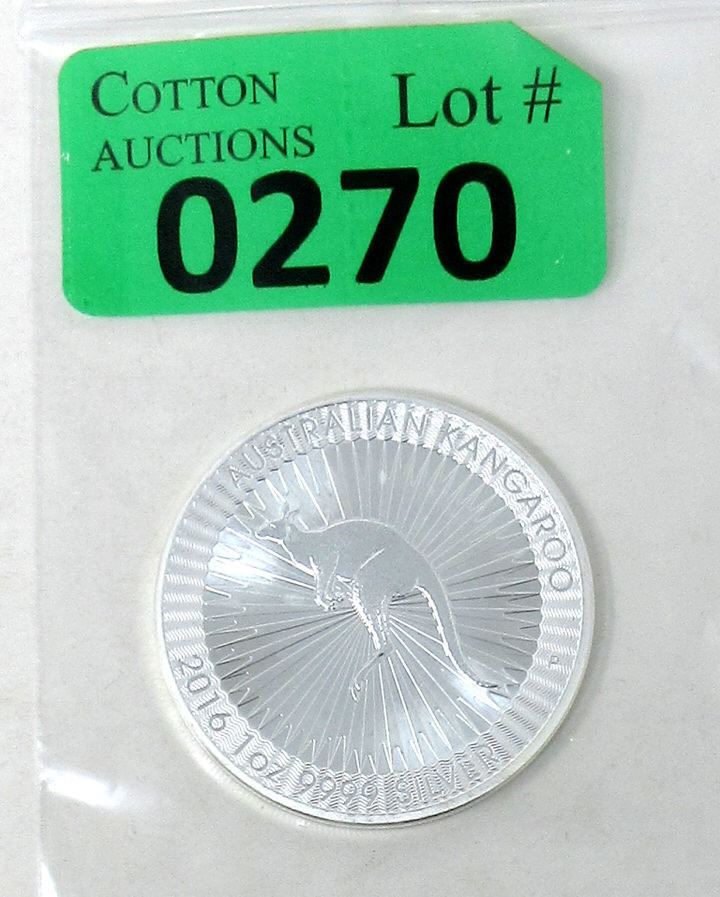 COTTON
AUCTIONS
Lot #
0270
AUSTRALIAN KANGAROO
P
2016 1oz 9999 SILVER